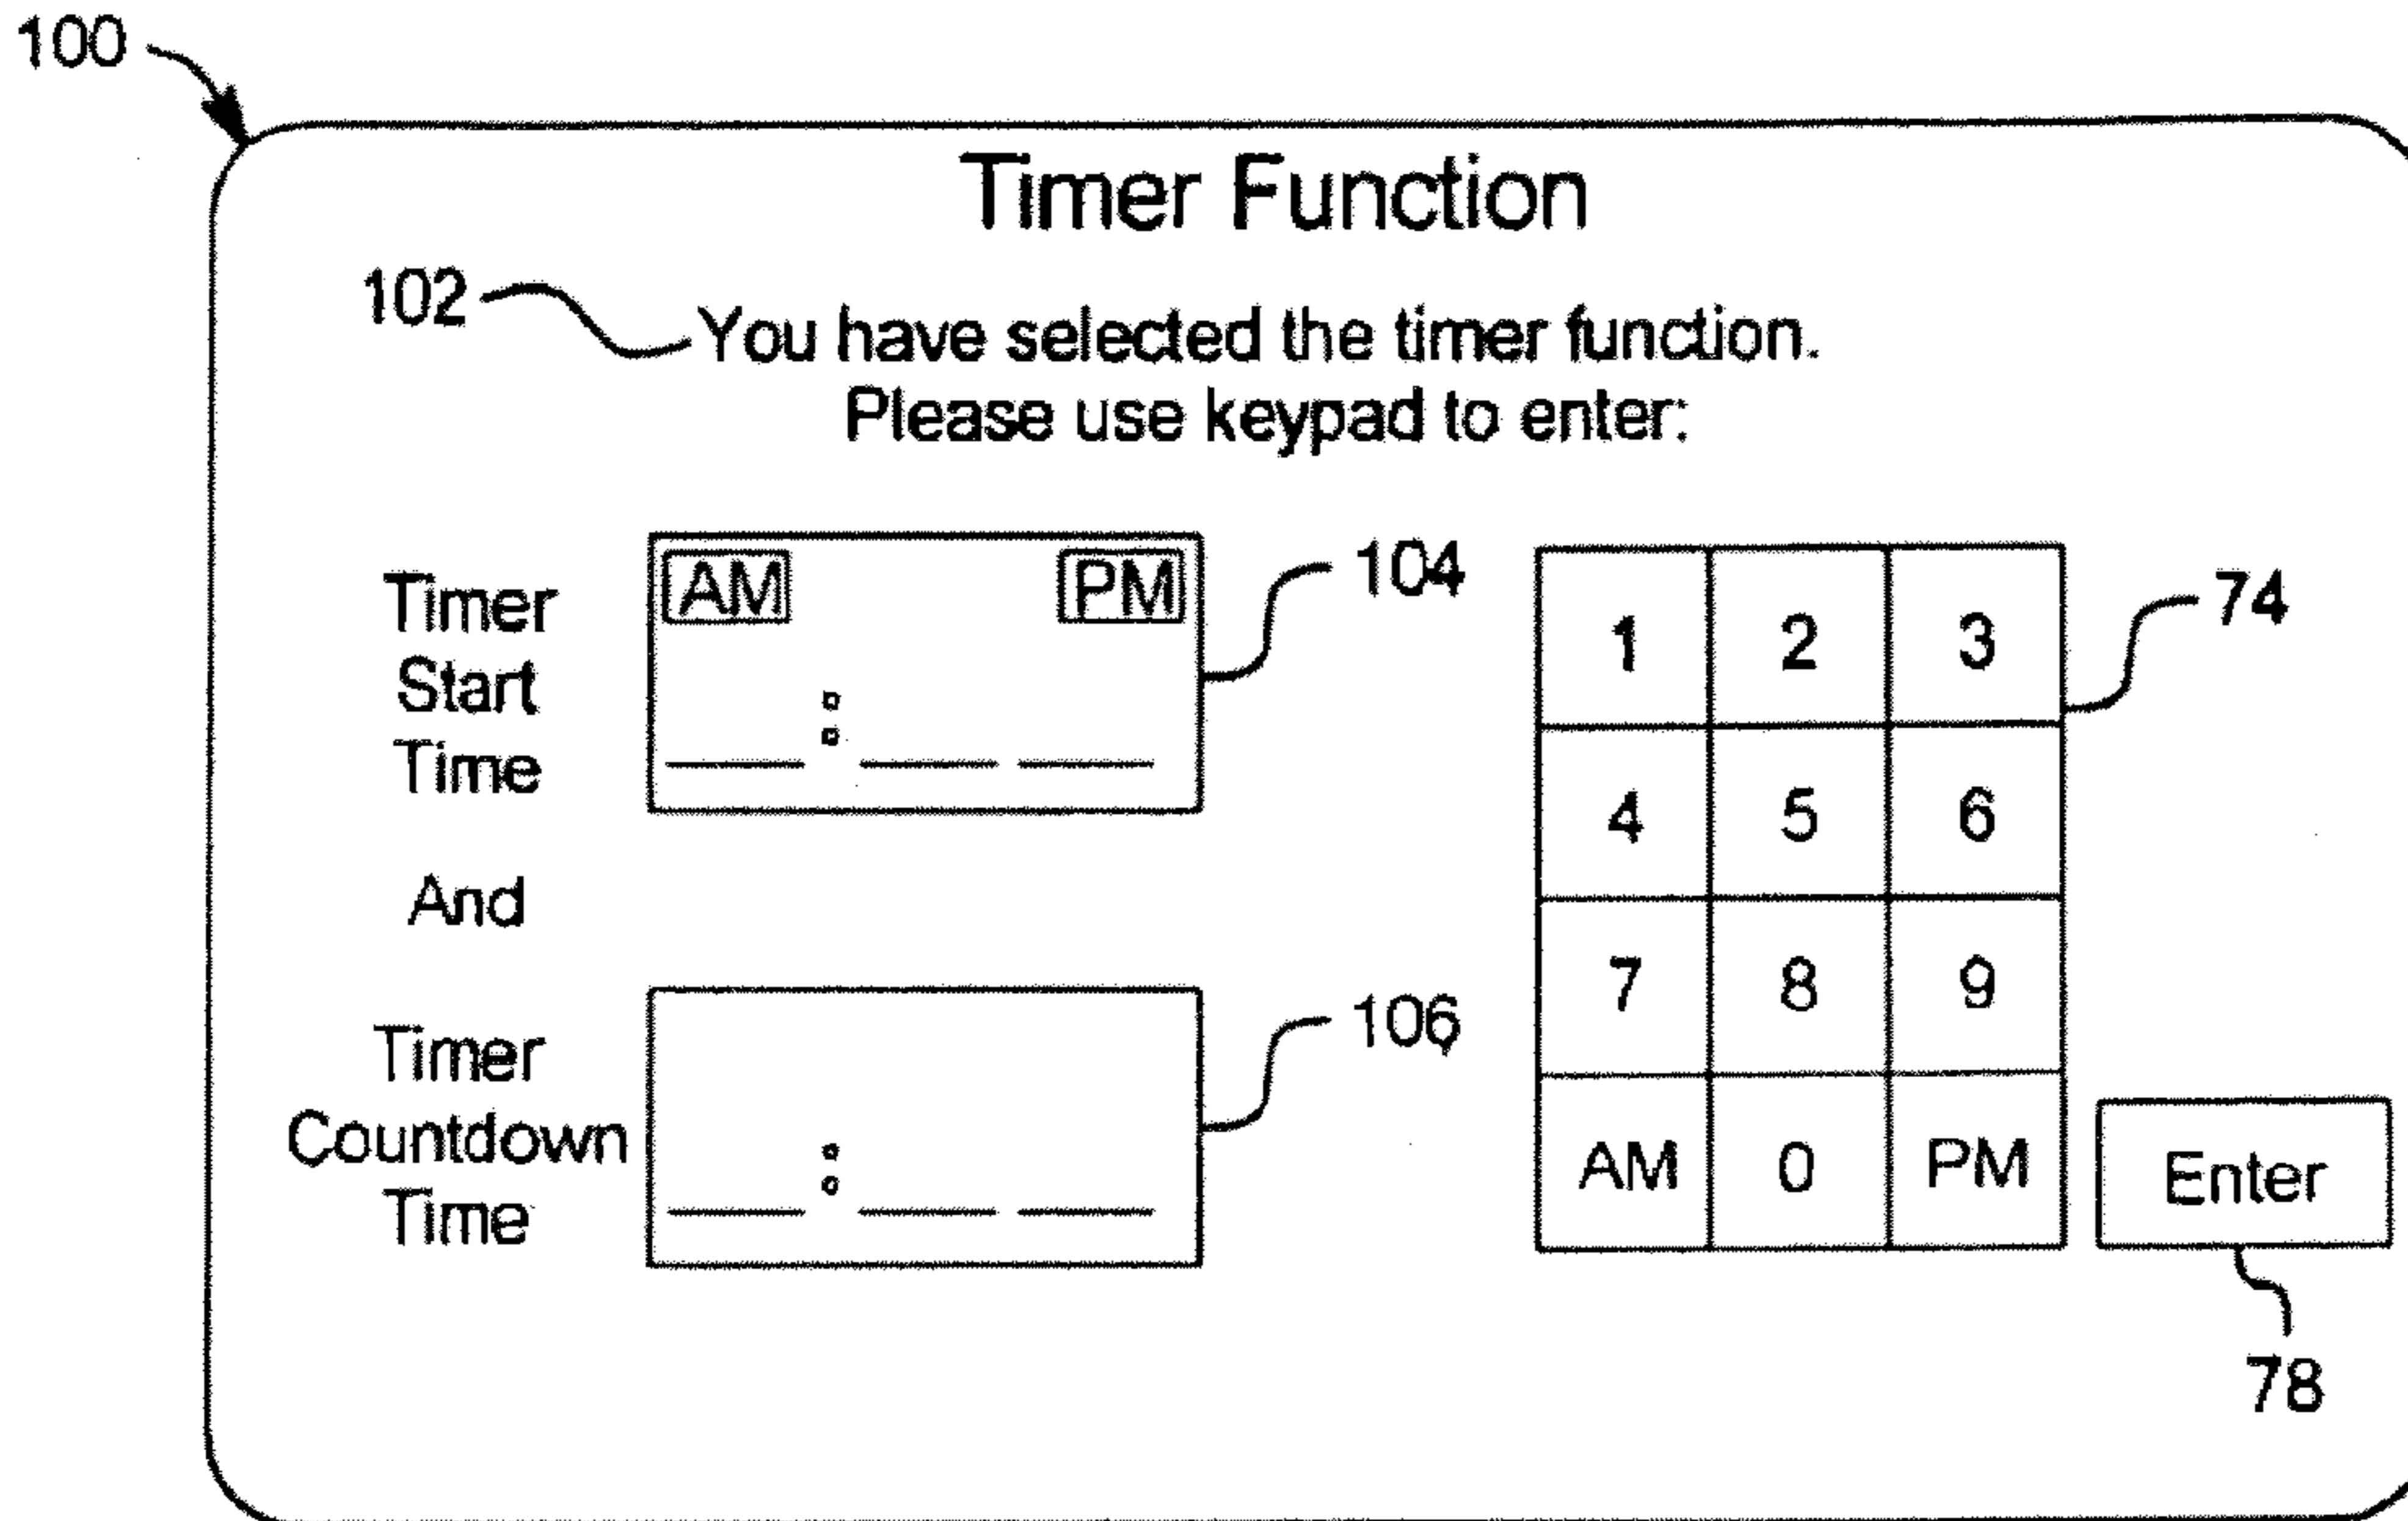 100
Timer Function
102
You have selected the timer function.
Please use keypad to enter:
Timer
Start
Time
AM PM
:
104
And
Timer
Countdown
Time
:
106
1 2 3
4 5 6
7 8 9
AM 0 PM
74
Enter
78